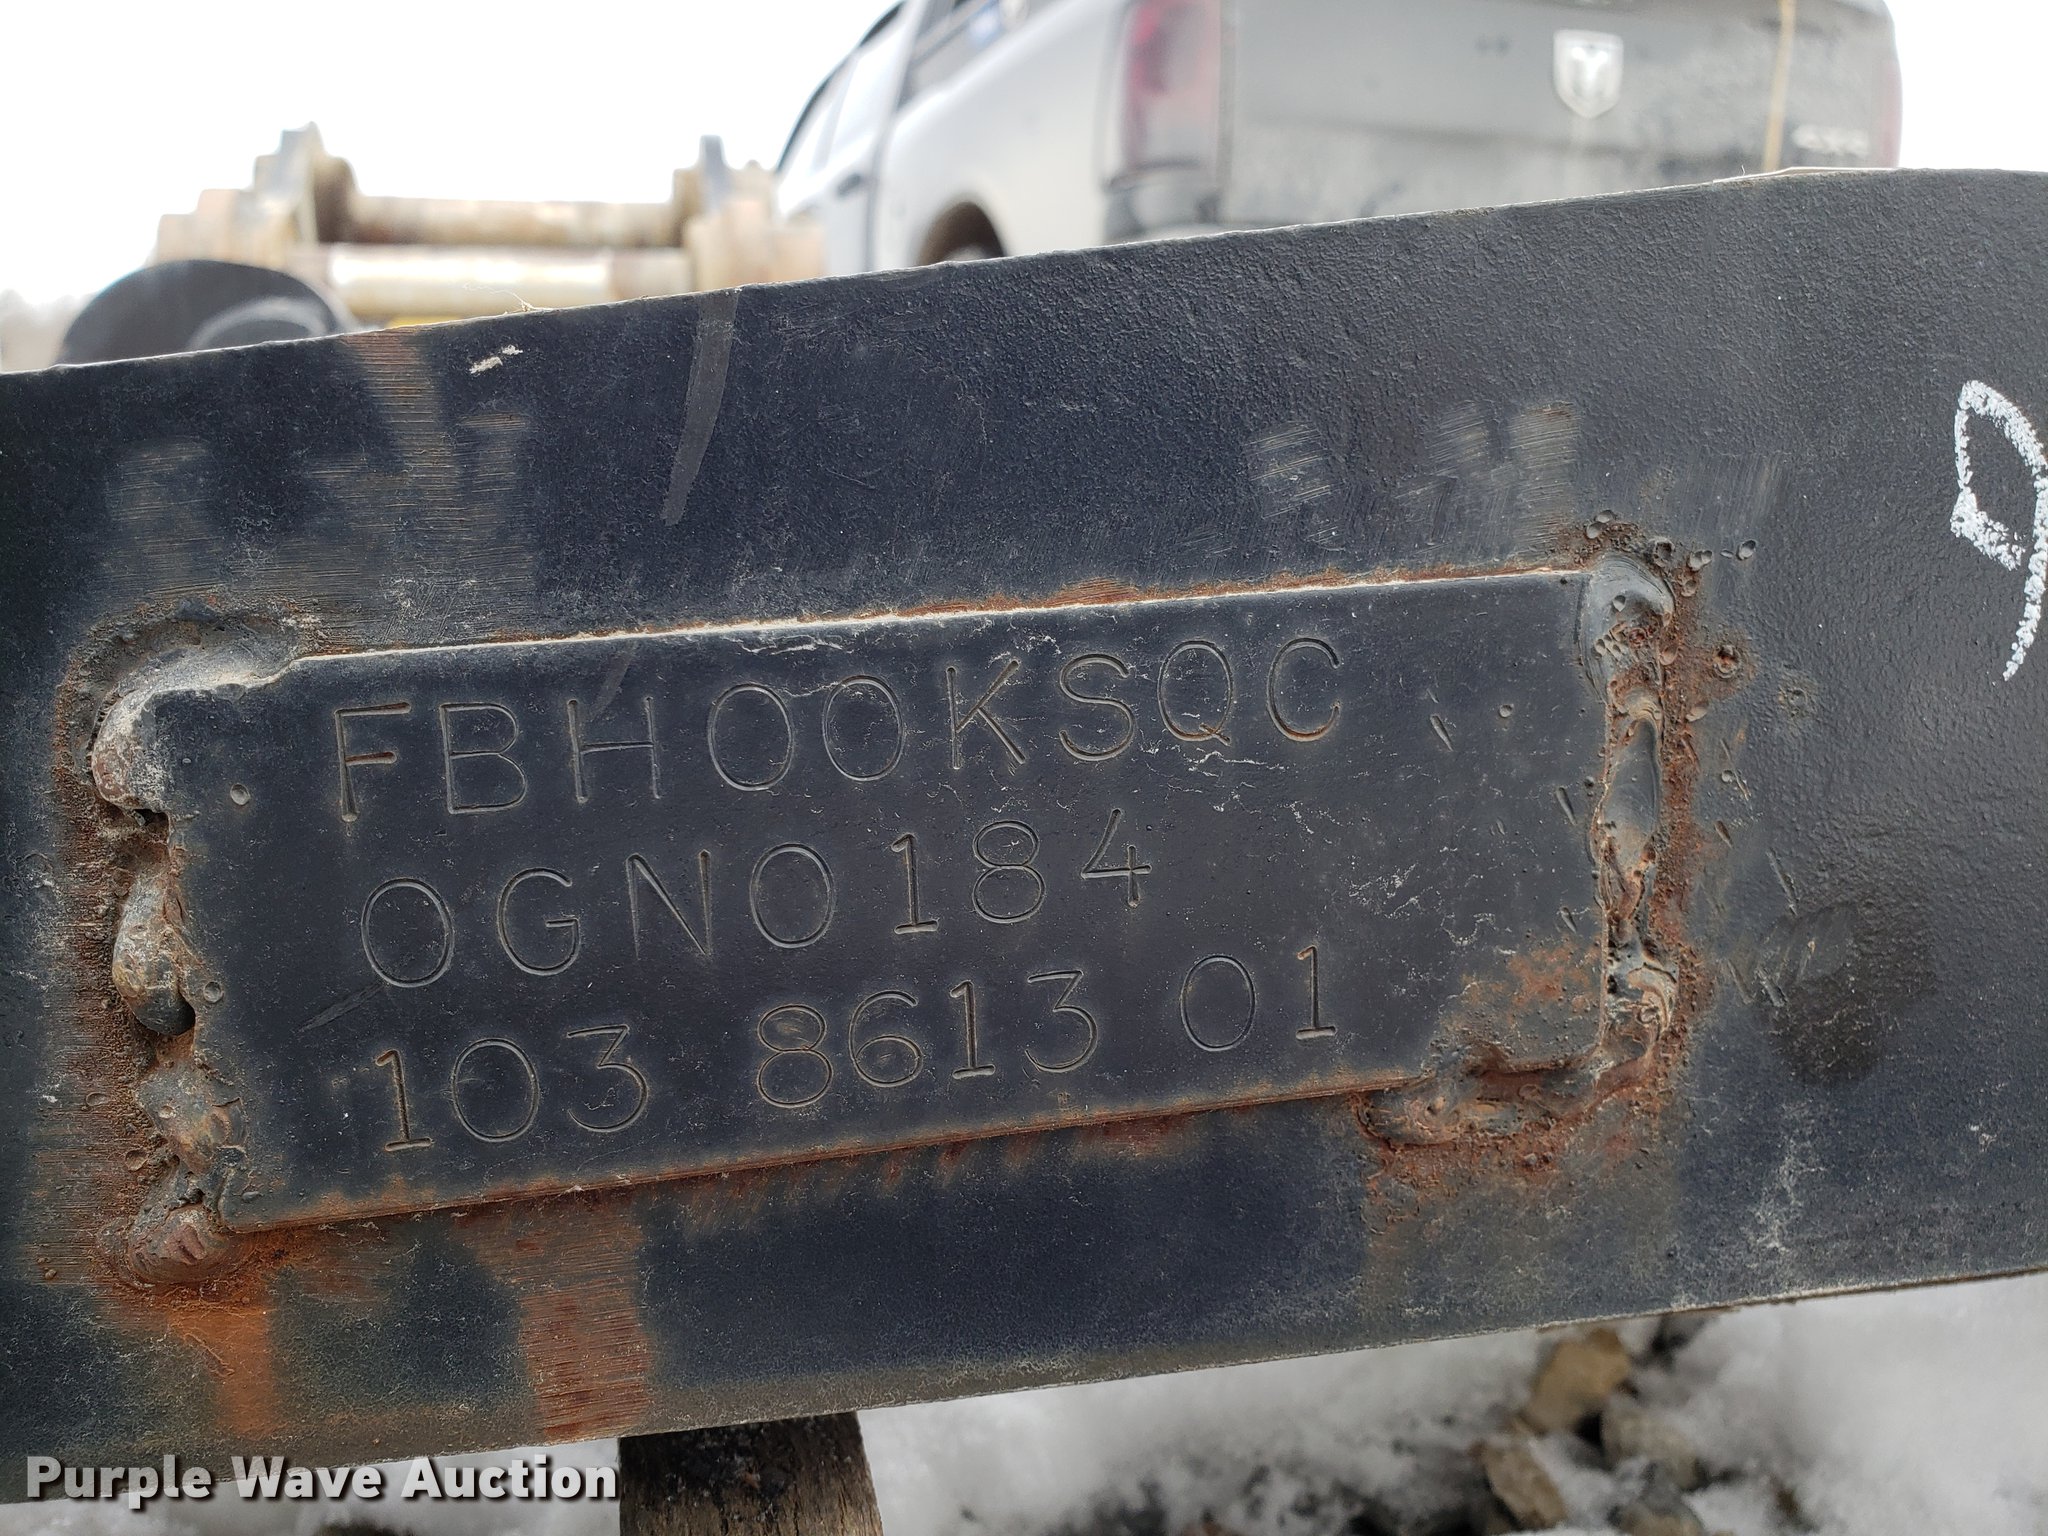 FBH00KSQC
0GN0184
103 8613 01
Purple Wave Auction